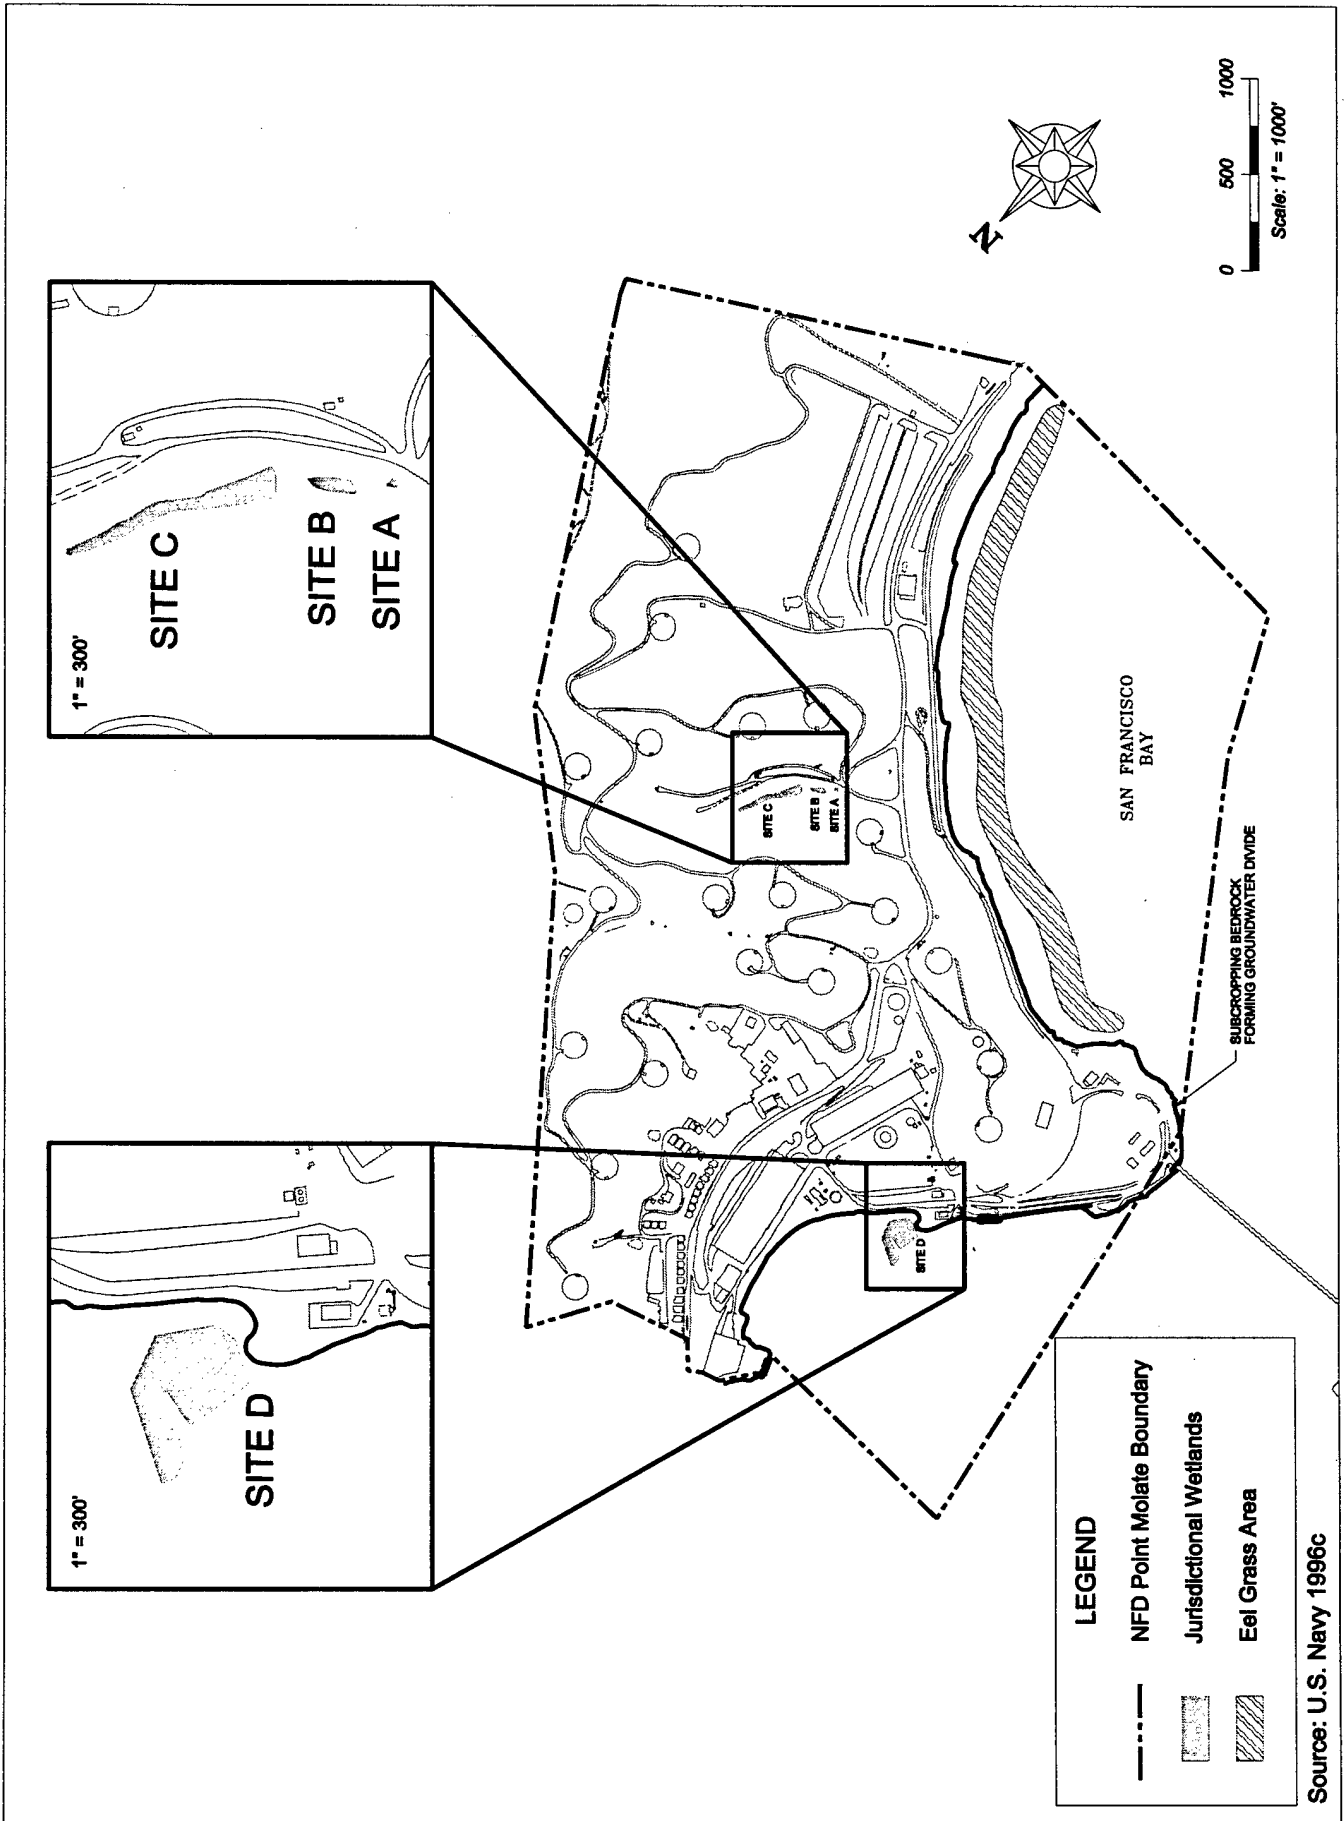 1" = 300'
SITE D
1" = 300'
SITE C
SITE B
SITE A
SITE C
SITE B
SITE A
SITE D
SAN FRANCISCO
BAY
SUBCROPPING BEDROCK
FORMING GROUNDWATER DIVIDE
N
0 500 1000
Scale: 1" = 1000'
LEGEND
NFD Point Molate Boundary
Jurisdictional Wetlands
Eel Grass Area
Source: U.S. Navy 1996c